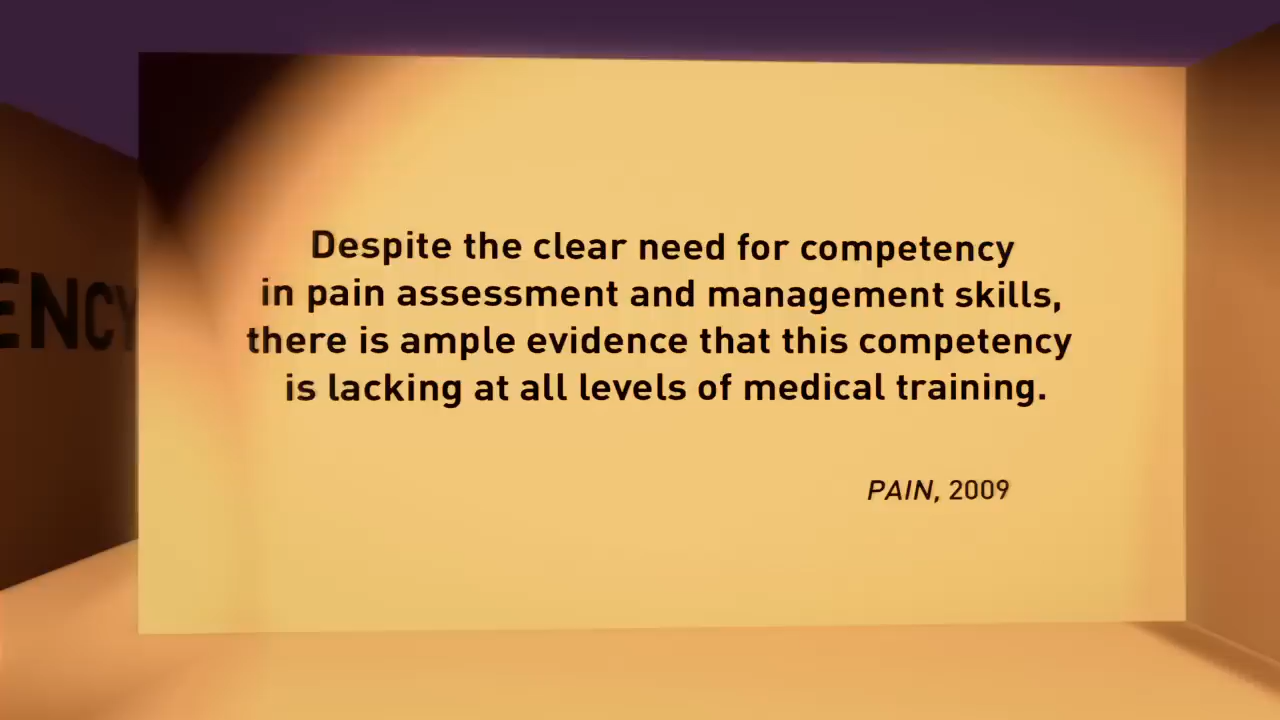 Despite the clear need for competency
in pain assessment and management skills,
there is ample evidence that this competency
is lacking at all levels of medical training.
PAIN, 2009